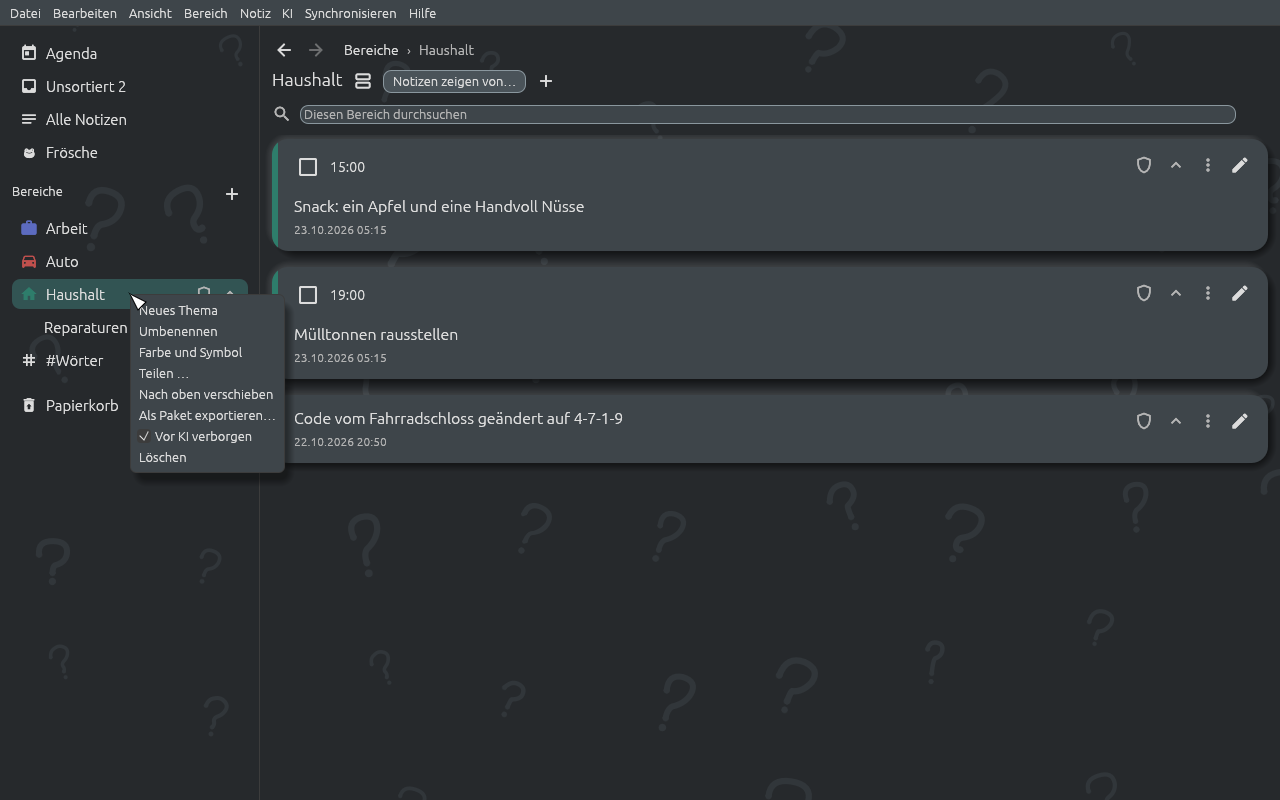 Datei Bearbeiten Ansicht Bereich Notiz KI Synchronisieren Hilfe
Agenda
Unsortiert 2
Alle Notizen
Frösche
Bereiche
Arbeit
Auto
Haushalt
Reparaturen
#Wörter
Papierkorb
Neues Thema
Umbenennen
Farbe und Symbol
Teilen …
Nach oben verschieben
Als Paket exportieren…
✓ Vor KI verborgen
Löschen
Bereiche › Haushalt
Haushalt Notizen zeigen von…
Diesen Bereich durchsuchen
15:00
Snack: ein Apfel und eine Handvoll Nüsse
23.10.2026 05:15
19:00
Mülltonnen rausstellen
23.10.2026 05:15
Code vom Fahrradschloss geändert auf 4-7-1-9
22.10.2026 20:50